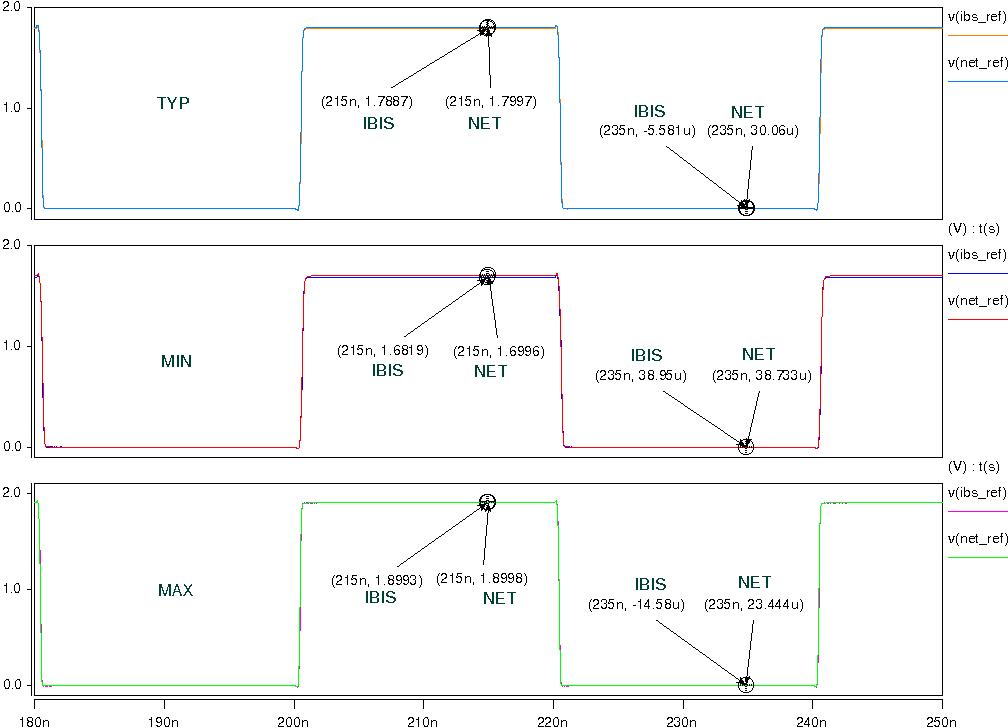 2.0
v(ibs_ref)
v(net_ref)
TYP
(215n, 1.7887) (215n, 1.7997)
IBIS NET
1.0
IBIS NET
(235n, -5.581u) (235n, 30.06u)
0.0
(V) : t(s)
2.0
v(ibs_ref)
v(net_ref)
1.0
(215n, 1.6819) (215n, 1.6996)
IBIS NET
MIN
IBIS NET
(235n, 38.95u) (235n, 38.733u)
0.0
(V) : t(s)
2.0
v(ibs_ref)
v(net_ref)
(215n, 1.8993) (215n, 1.8998)
IBIS NET
1.0
MAX
IBIS NET
(235n, -14.58u) (235n, 23.444u)
0.0
180n 190n 200n 210n 220n 230n 240n 250n